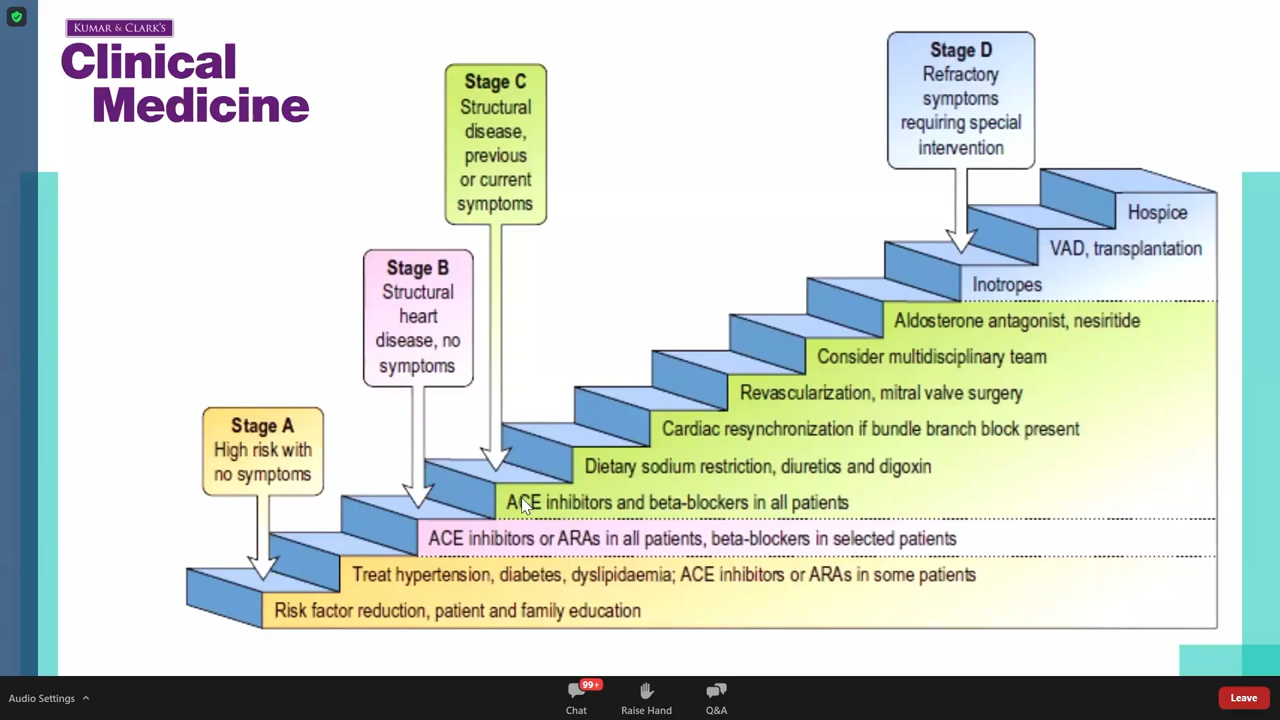 KUMAR & CLARK'S
Clinical
Medicine
Stage A
High risk with
no symptoms
Stage B
Structural
heart
disease, no
symptoms
Stage C
Structural
disease,
previous
or current
symptoms
Stage D
Refractory
symptoms
requiring special
intervention
Hospice
VAD, transplantation
Inotropes
Aldosterone antagonist, nesiritide
Consider multidisciplinary team
Revascularization, mitral valve surgery
Cardiac resynchronization if bundle branch block present
Dietary sodium restriction, diuretics and digoxin
ACE inhibitors and beta-blockers in all patients
ACE inhibitors or ARAs in all patients, beta-blockers in selected patients
Treat hypertension, diabetes, dyslipidaemia; ACE inhibitors or ARAs in some patients
Risk factor reduction, patient and family education
Audio Settings
99+
Chat
Raise Hand
Q&A
Leave